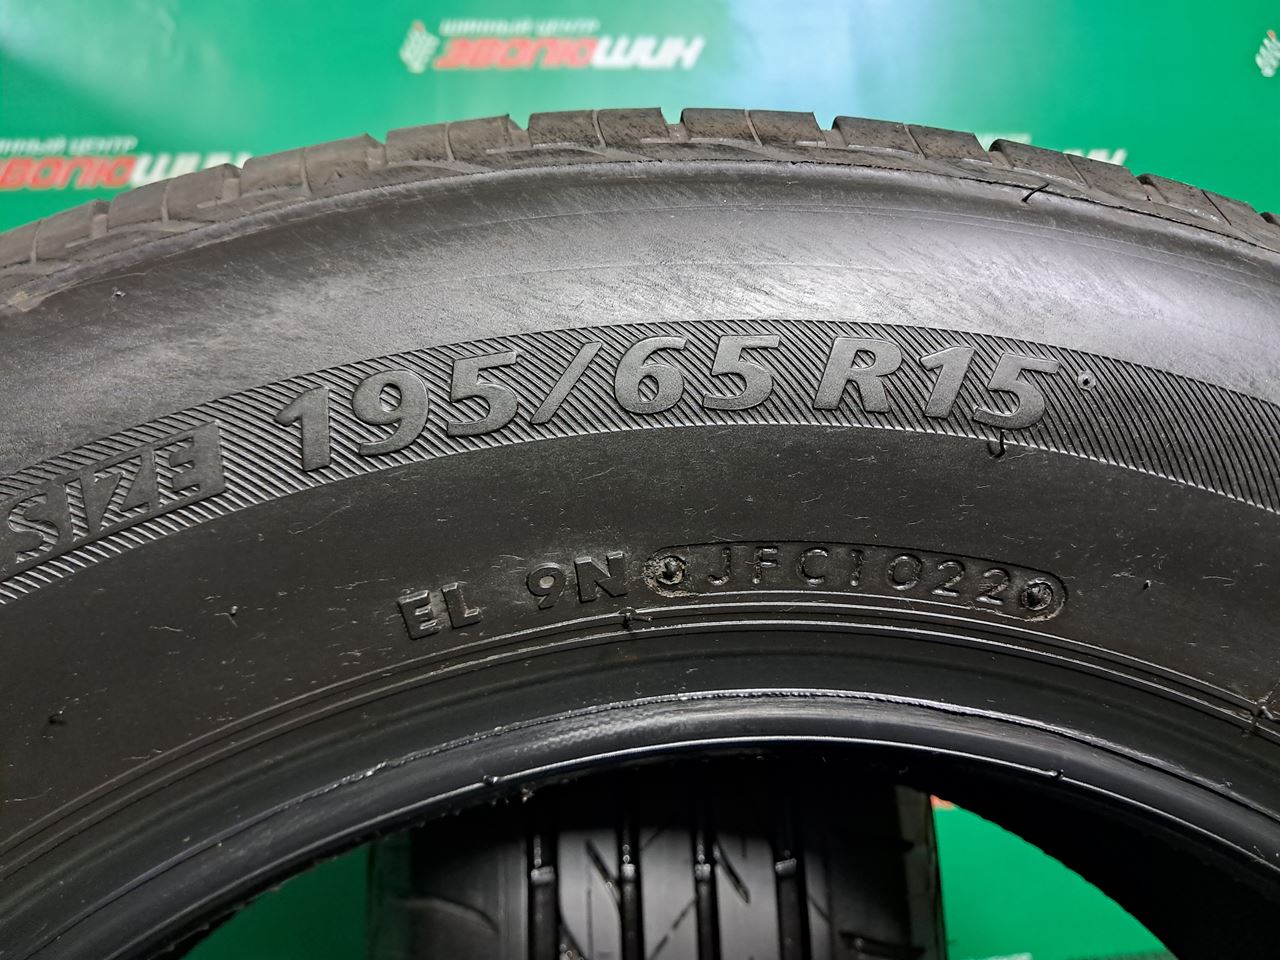 ШИННЫЙ ЦЕНТР
ЭВОЛЮШИН
ШИННЫЙ ЦЕНТР
ЭВОЛЮШИН
SIZE 195/65 R15
EL 9N JFC1022